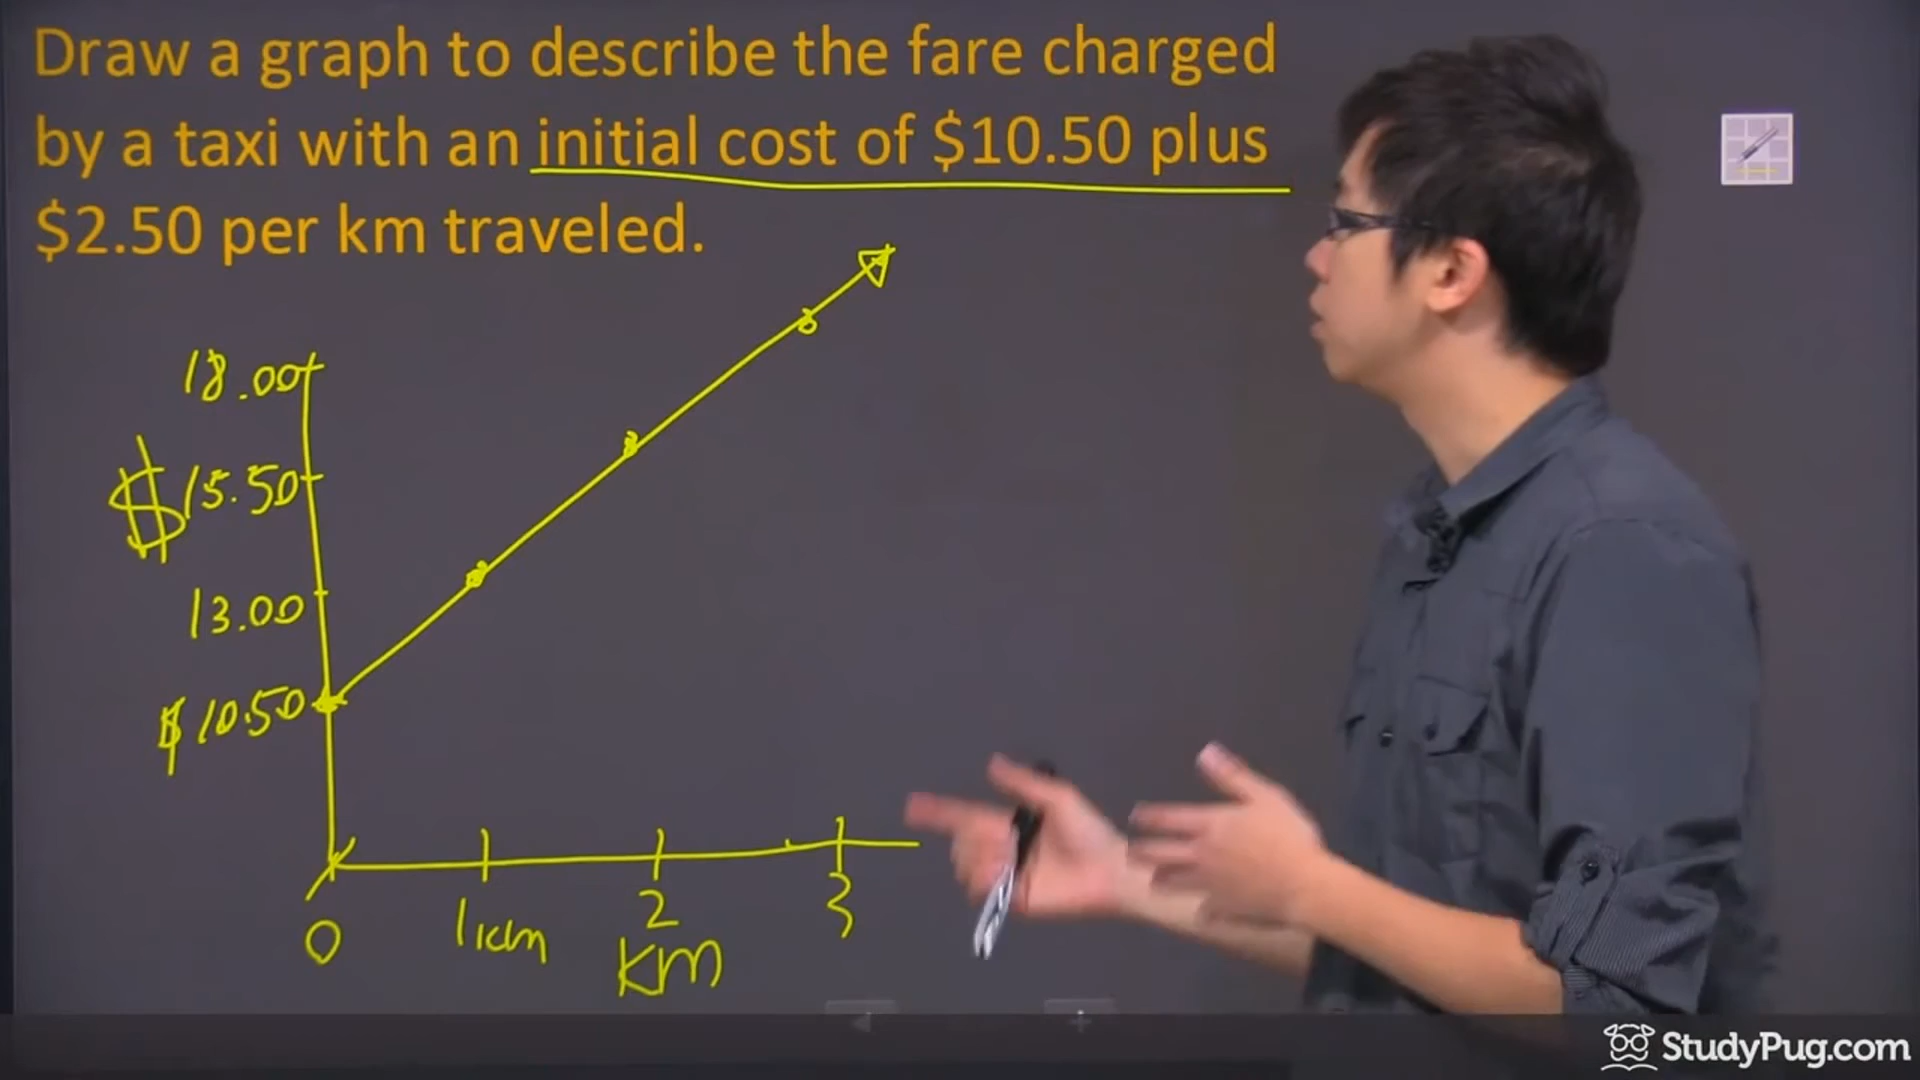 Draw a graph to describe the fare charged
by a taxi with an initial cost of $10.50 plus
$2.50 per km traveled.
18.00
$
15.50
13.00
$10.50
0
1km
2
3
km
StudyPug.com